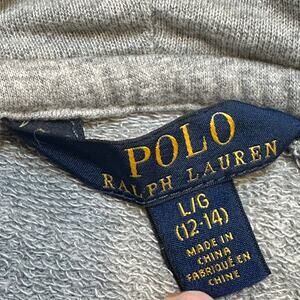 POLO
RALPH LAUREN
L/G
(12-14)
MADE IN
CHINA
FABRIQUÉ EN
CHINE